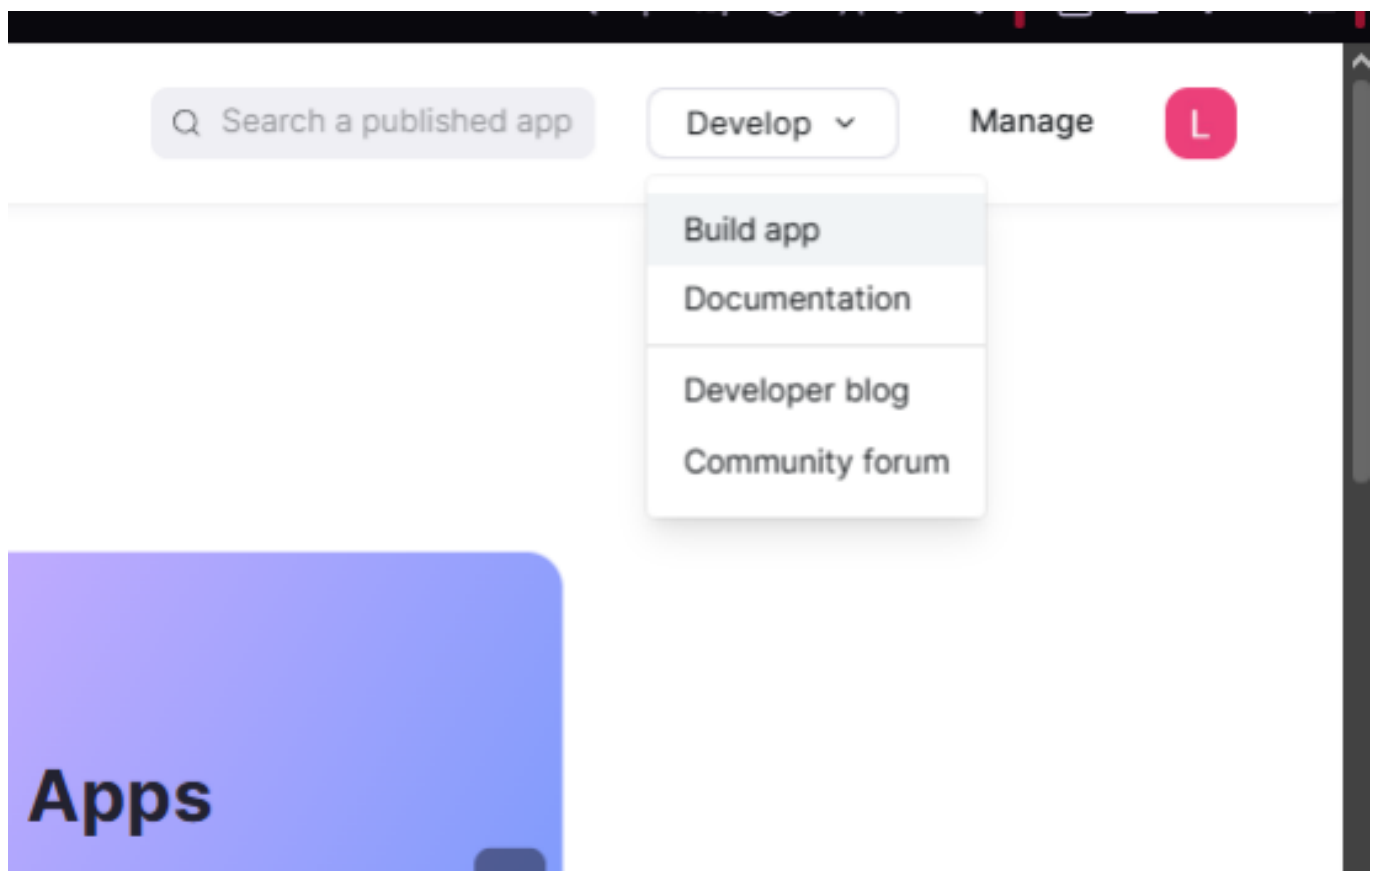 Search a published app
Develop
Manage
L
Build app
Documentation
Developer blog
Community forum
Apps